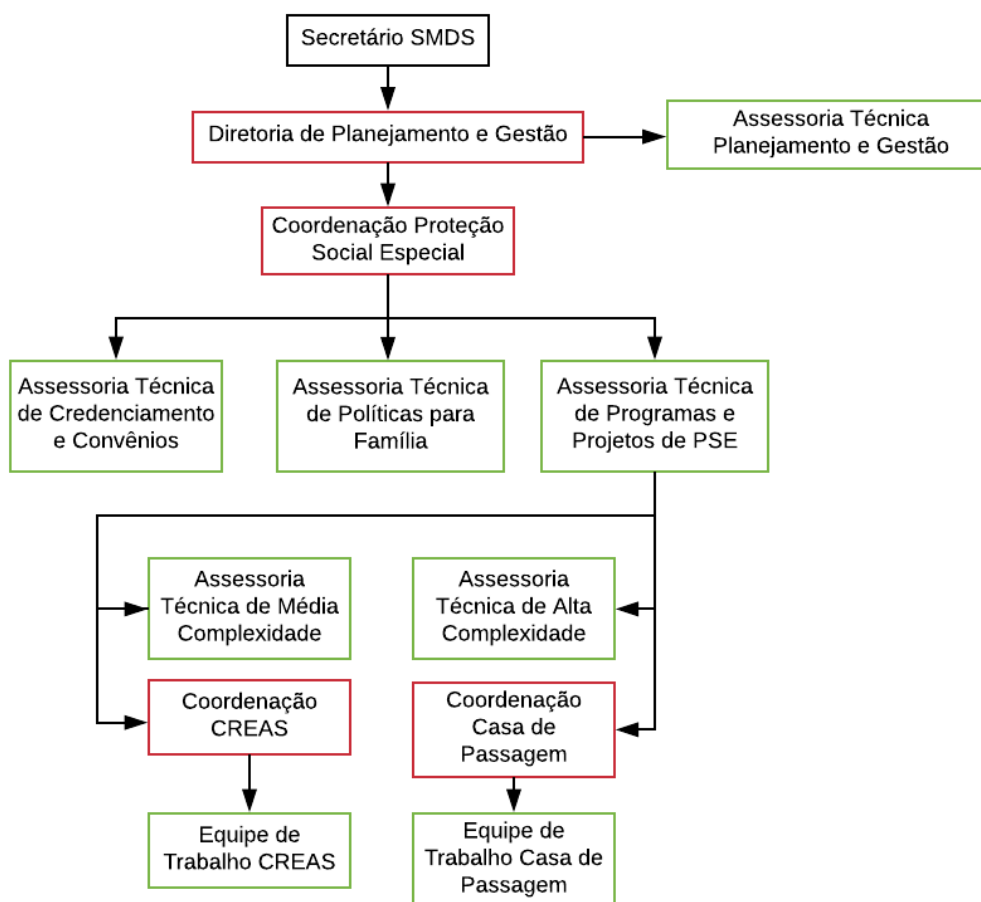 Secretário SMDS
Diretoria de Planejamento e Gestão
Assessoria Técnica
Planejamento e Gestão
Coordenação Proteção
Social Especial
Assessoria Técnica
de Credenciamento
e Convênios
Assessoria Técnica
de Políticas para
Família
Assessoria Técnica
de Programas e
Projetos de PSE
Assessoria
Técnica de Média
Complexidade
Assessoria
Técnica de Alta
Complexidade
Coordenação
CREAS
Coordenação
Casa de
Passagem
Equipe de
Trabalho CREAS
Equipe de
Trabalho Casa de
Passagem